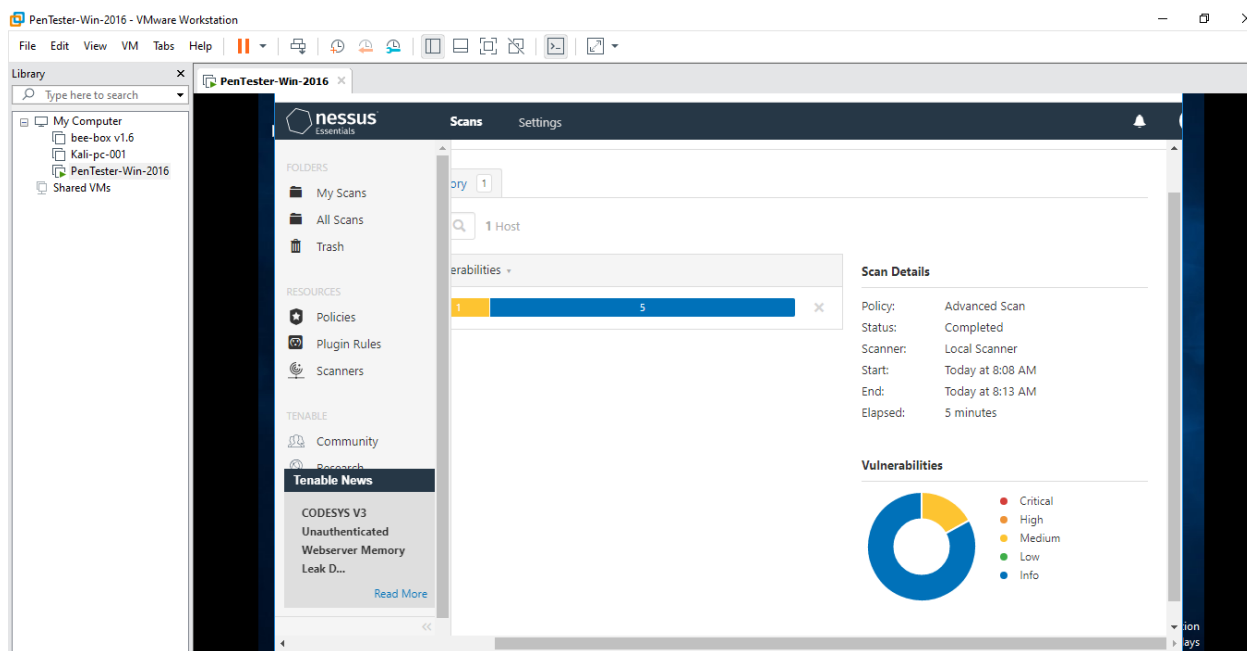 PenTester-Win-2016 - VMware Workstation
File Edit View VM Tabs Help
Library
Type here to search
My Computer
bee-box v1.6
Kali-pc-001
PenTester-Win-2016
Shared VMs
PenTester-Win-2016
nessus
Essentials
Scans Settings
FOLDERS
My Scans
All Scans
Trash
RESOURCES
Policies
Plugin Rules
Scanners
TENABLE
Community
Research
Tenable News
CODESYS V3
Unauthenticated
Webserver Memory
Leak D...
Read More
ory 1
1 Host
erabilities
1 5
Scan Details
Policy: Advanced Scan
Status: Completed
Scanner: Local Scanner
Start: Today at 8:08 AM
End: Today at 8:13 AM
Elapsed: 5 minutes
Vulnerabilities
Critical
High
Medium
Low
Info
tion
ays